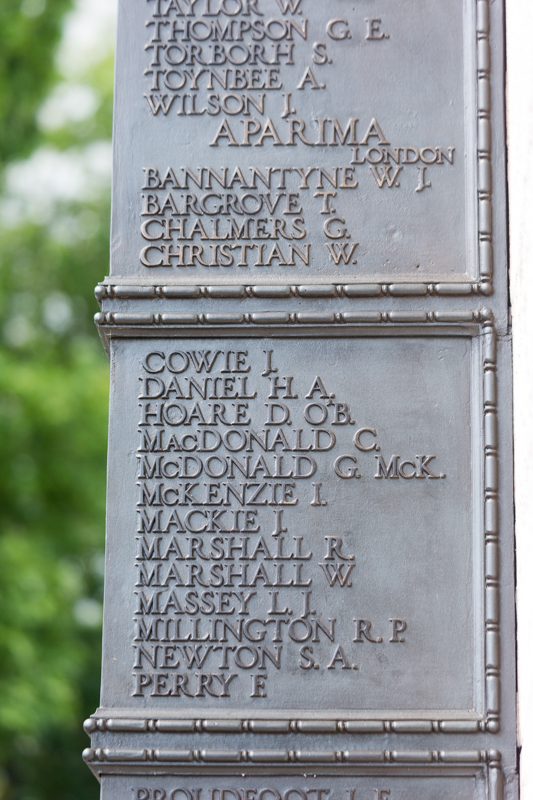 TAYLOR W.
THOMPSON G. E.
TORBORH S.
TOYNBEE A.
WILSON J.
APARIMA
LONDON
BANNANTYNE W. J.
BARGROVE T.
CHALMERS G.
CHRISTIAN W.
COWIE J.
DANIEL H. A.
HOARE D. O'B.
MACDONALD C.
McDONALD G. McK.
McKENZIE I.
MACKIE J.
MARSHALL R.
MARSHALL W.
MASSEY L. J.
MILLINGTON R. P.
NEWTON S. A.
PERRY F.
PROUDFOOT J. F.